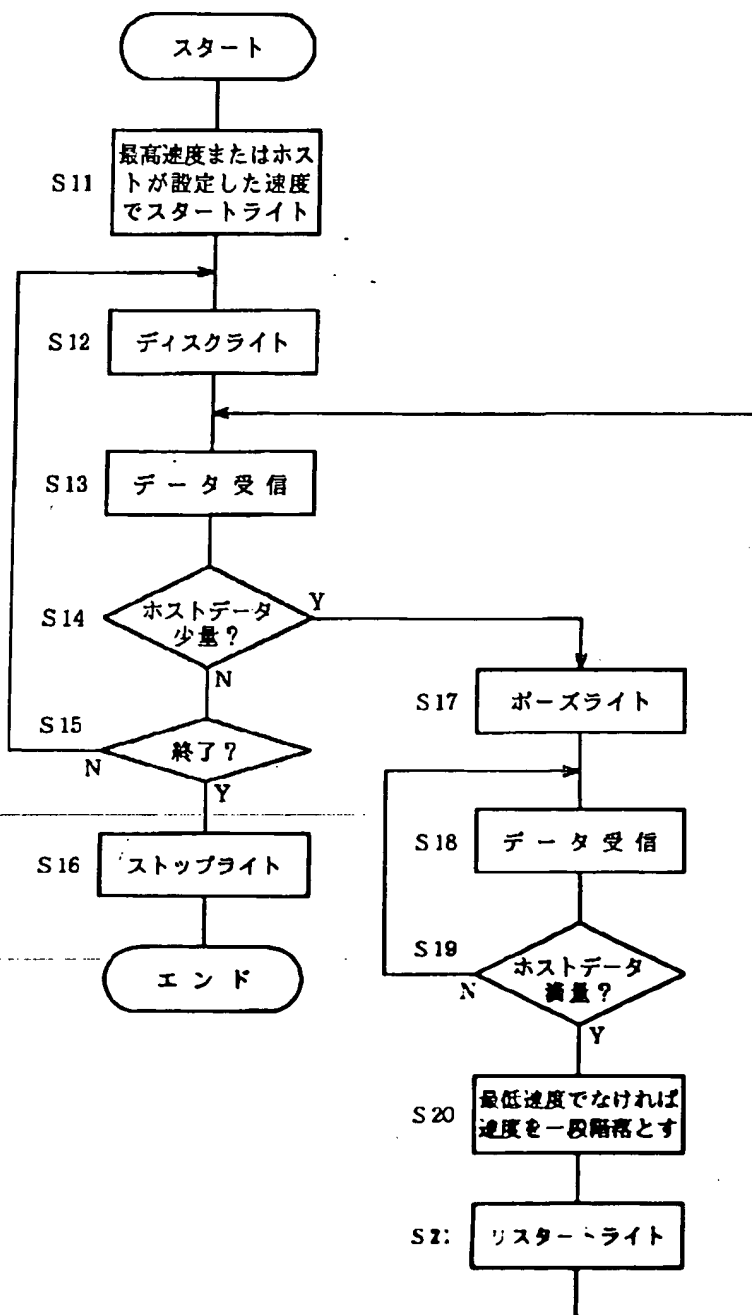 スタート
S11
最高速度またはホス
トが設定した速度
でスタートライト
S12
ディスクライト
S13
データ受信
S14
ホストデータ
少量?
Y
N
S15
終了?
N
Y
S16
ストップライト
エンド
S17
ポーズライト
S18
データ受信
S19
ホストデータ
満量?
N
Y
S20
最低速度でなければ
速度を一段階落とす
リスタートライト